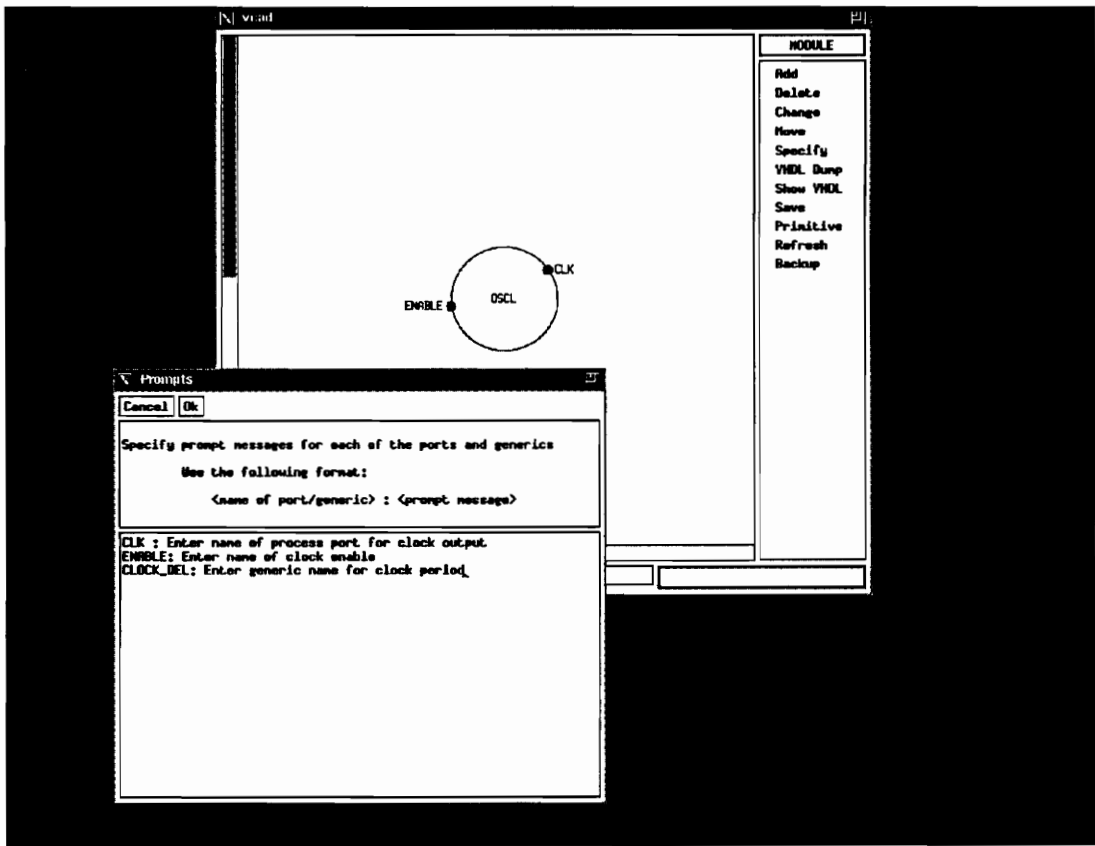 vcad
MODULE
Add
Delete
Change
Move
Specify
VHDL Dump
Show VHDL
Save
Primitive
Refresh
Backup
CLK
OSCL
ENABLE
Prompts
Cancel Ok
Specify prompt messages for each of the ports and generics
Use the following format:
<name of port/generic> : <prompt message>
CLK : Enter name of process port for clock output
ENABLE: Enter name of clock enable
CLOCK_DEL: Enter generic name for clock period